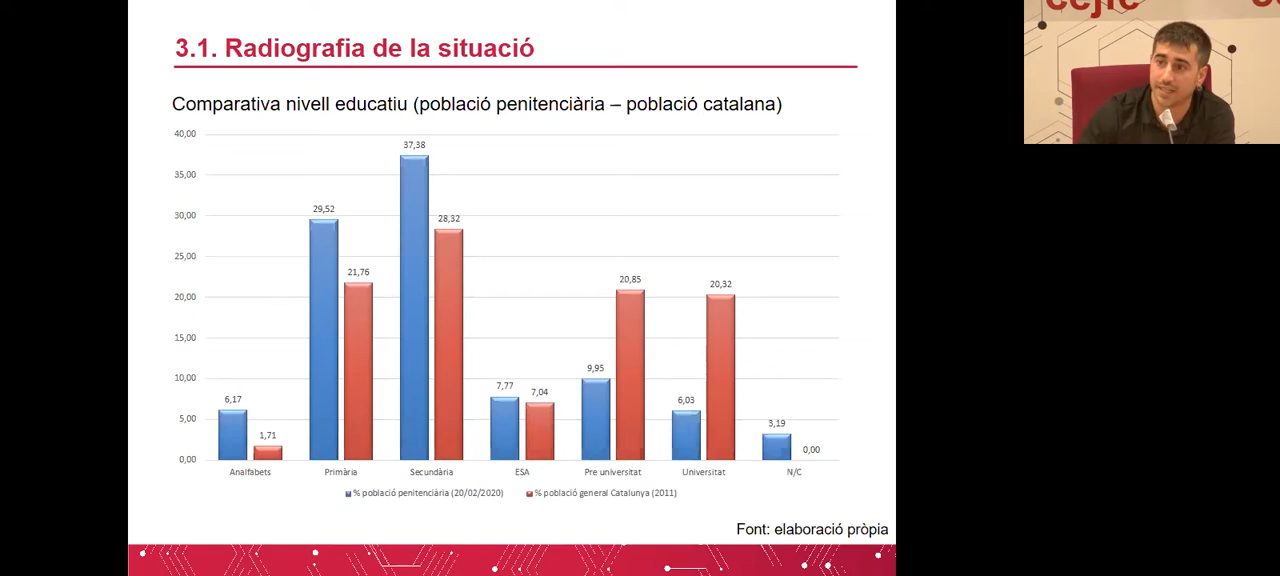 3.1. Radiografia de la situació
Comparativa nivell educatiu (població penitenciària – població catalana)
40,00
35,00
30,00
25,00
20,00
15,00
10,00
5,00
0,00
6,17
1,71
29,52
21,76
37,38
28,32
7,77
7,04
9,95
20,85
6,03
20,32
3,19
0,00
Analfabets
Primària
Secundària
ESA
Pre universitat
Universitat
N/C
% població penitenciària (20/02/2020)
% població general Catalunya (2011)
Font: elaboració pròpia